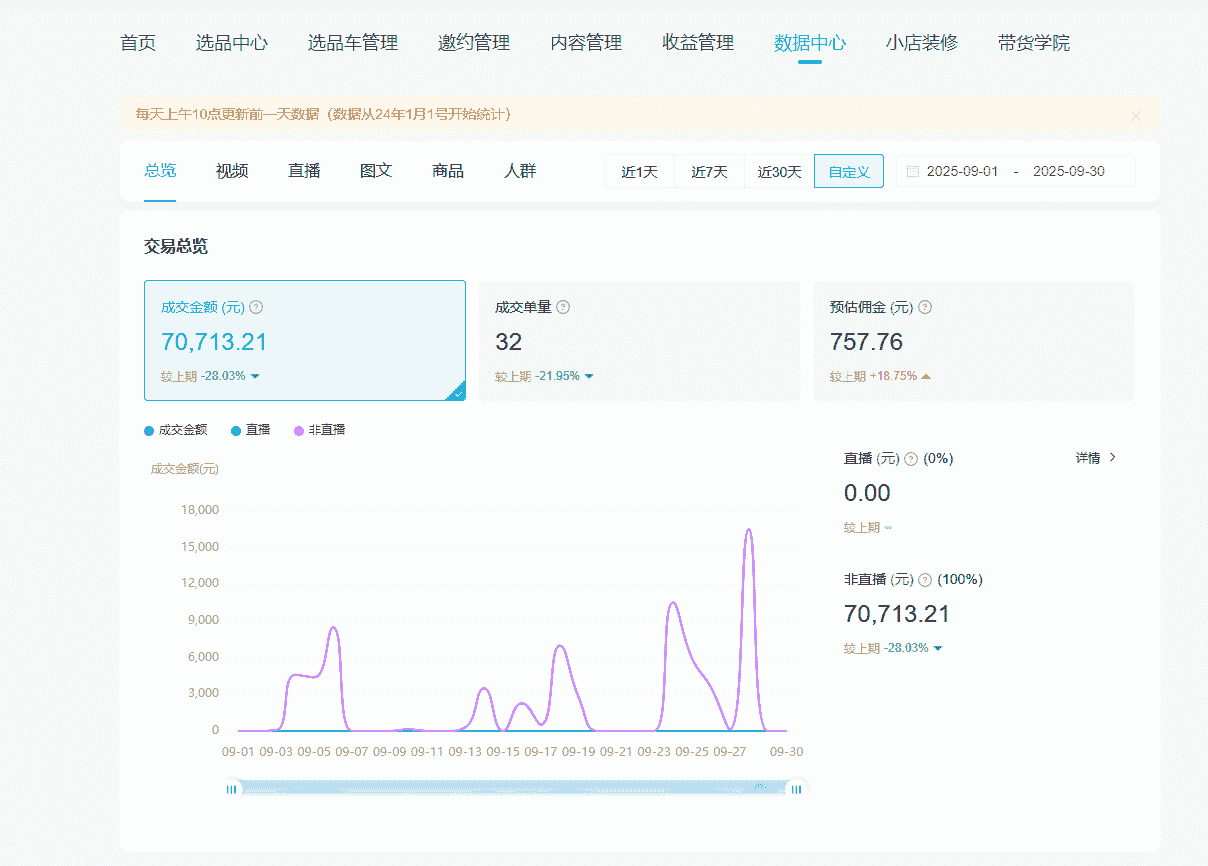 首页 选品中心 选品车管理 邀约管理 内容管理 收益管理 数据中心 小店装修 带货学院
每天上午10点更新前一天数据（数据从24年1月1号开始统计）
总览 视频 直播 图文 商品 人群 近1天 近7天 近30天 自定义 2025-09-01 - 2025-09-30
交易总览
成交金额 (元) ? 成交单量 ? 预估佣金 (元) ?
70,713.21 32 757.76
较上期 -28.03% 较上期 -21.95% 较上期 +18.75%
成交金额 直播 非直播
成交金额(元)
18,000
15,000
12,000
9,000
6,000
3,000
0
09-01 09-03 09-05 09-07 09-09 09-11 09-13 09-15 09-17 09-19 09-21 09-23 09-25 09-27 09-30
直播 (元) ? (0%) 详情 >
0.00
较上期 -
非直播 (元) ? (100%)
70,713.21
较上期 -28.03%